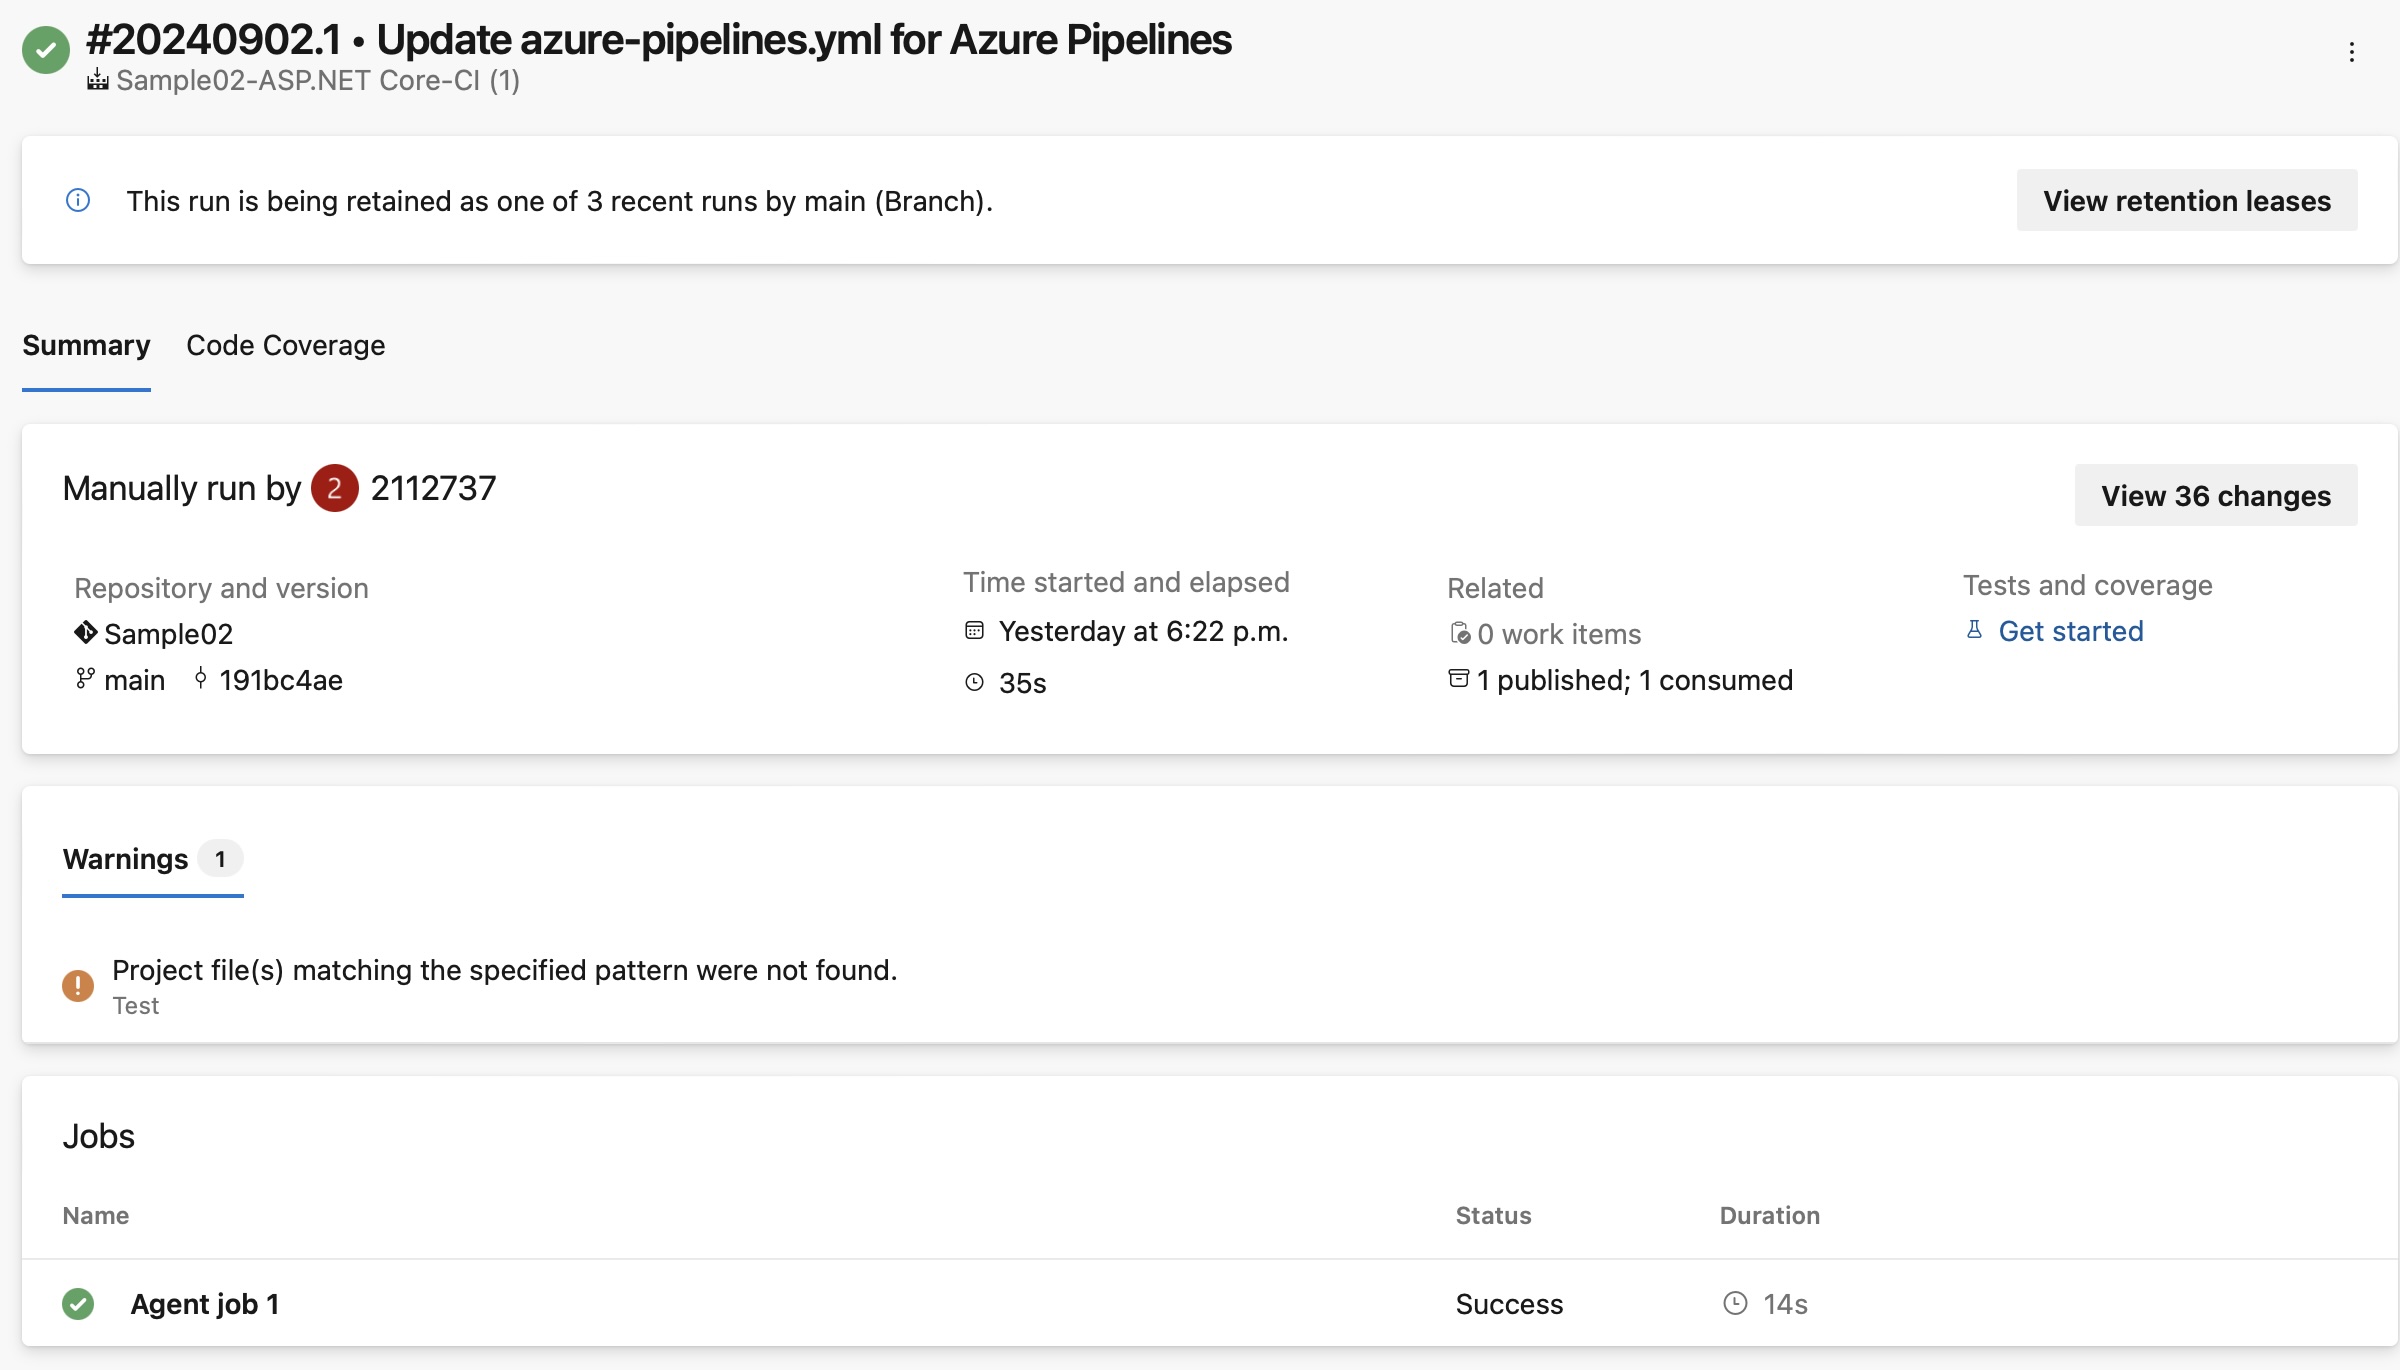 #20240902.1 • Update azure-pipelines.yml for Azure Pipelines
Sample02-ASP.NET Core-CI (1)
This run is being retained as one of 3 recent runs by main (Branch).
View retention leases
Summary
Code Coverage
Manually run by 2 2112737
View 36 changes
Repository and version
Sample02
main 191bc4ae
Time started and elapsed
Yesterday at 6:22 p.m.
35s
Related
0 work items
1 published; 1 consumed
Tests and coverage
Get started
Warnings 1
Project file(s) matching the specified pattern were not found.
Test
Jobs
Name Status Duration
Agent job 1 Success 14s